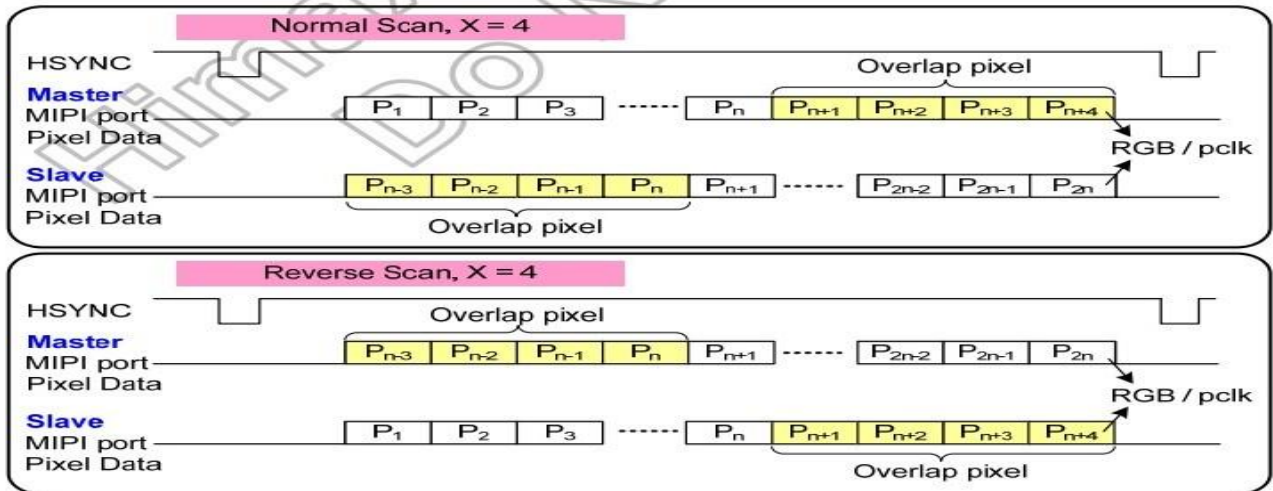 Normal Scan, X = 4
HSYNC
Overlap pixel
Master
MIPI port
Pixel Data
P1 P2 P3 ------ Pn Pn+1 Pn+2 Pn+3 Pn+4
RGB / pclk
Slave
MIPI port
Pixel Data
Pn-3 Pn-2 Pn-1 Pn Pn+1 ------ P2n-2 P2n-1 P2n
Overlap pixel
Reverse Scan, X = 4
HSYNC
Overlap pixel
Master
MIPI port
Pixel Data
Pn-3 Pn-2 Pn-1 Pn Pn+1 ------ P2n-2 P2n-1 P2n
RGB / pclk
Slave
MIPI port
Pixel Data
P1 P2 P3 ------ Pn Pn+1 Pn+2 Pn+3 Pn+4
Overlap pixel